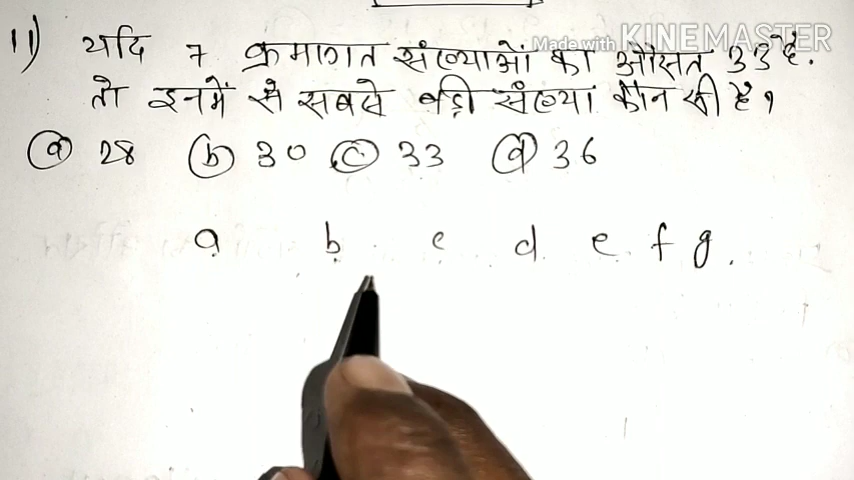 Made with KINEMASTER
11) यदि 7 क्रमागत संख्याओं का औसत 33 है.
तो इनमें से सबसे बड़ी संख्या कौन सी है ?
(a) 28 (b) 30 (c) 33 (d) 36
a b c d e f g.